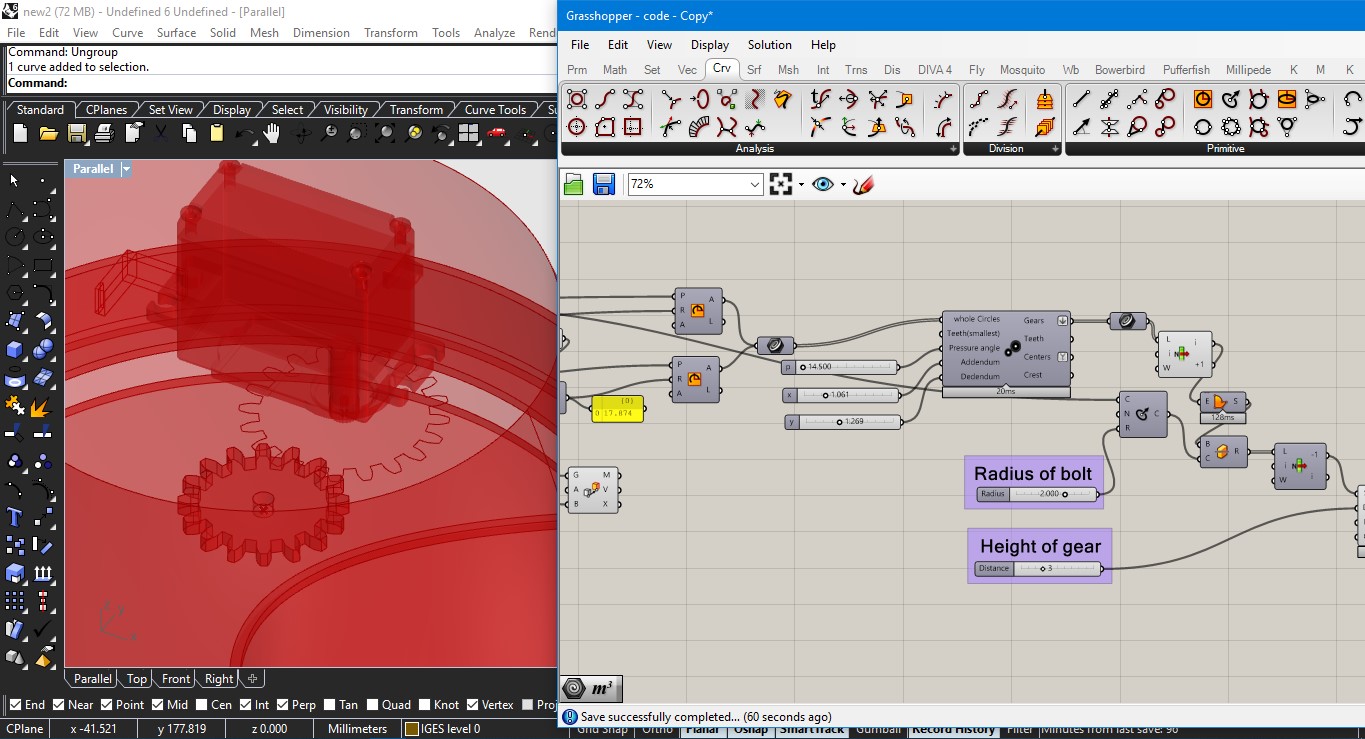 new2 (72 MB) - Undefined 6 Undefined - [Parallel]
File Edit View Curve Surface Solid Mesh Dimension Transform Tools Analyze Rend
Command: Ungroup
1 curve added to selection.
Command:
Standard CPlanes Set View Display Select Visibility Transform Curve Tools Su
Parallel
Parallel Top Front Right
End Near Point Mid Cen Int Perp Tan Quad Knot Vertex Proj
CPlane x -41.521 y 177.819 z 0.000 Millimeters IGES level 0
Grid Snap Ortho Planar Osnap SmartTrack Gumball Record History Filter Minutes from last save: 90
Grasshopper - code - Copy*
File Edit View Display Solution Help
Prm Math Set Vec Crv Srf Msh Int Trns Dis DIVA 4 Fly Mosquito Wb Bowerbird Pufferfish Millipede K M K
Analysis Division Primitive
72%
P A
R
A L
P A
R
A L
{0}
0 17.874
G M
A V
B X
p 14.500
x 1.061
y 1.269
whole Circles Gears
Teeth(smallest) Teeth
Pressure angle
Addendum Centers
Dedendum Crest
20ms
L i
i N
W +1
C
N C
R
E S
128ms
B R
C
L -1
i N
W i
Radius of bolt
Radius 2.000
Height of gear
Distance 3
m³
Save successfully completed... (60 seconds ago)